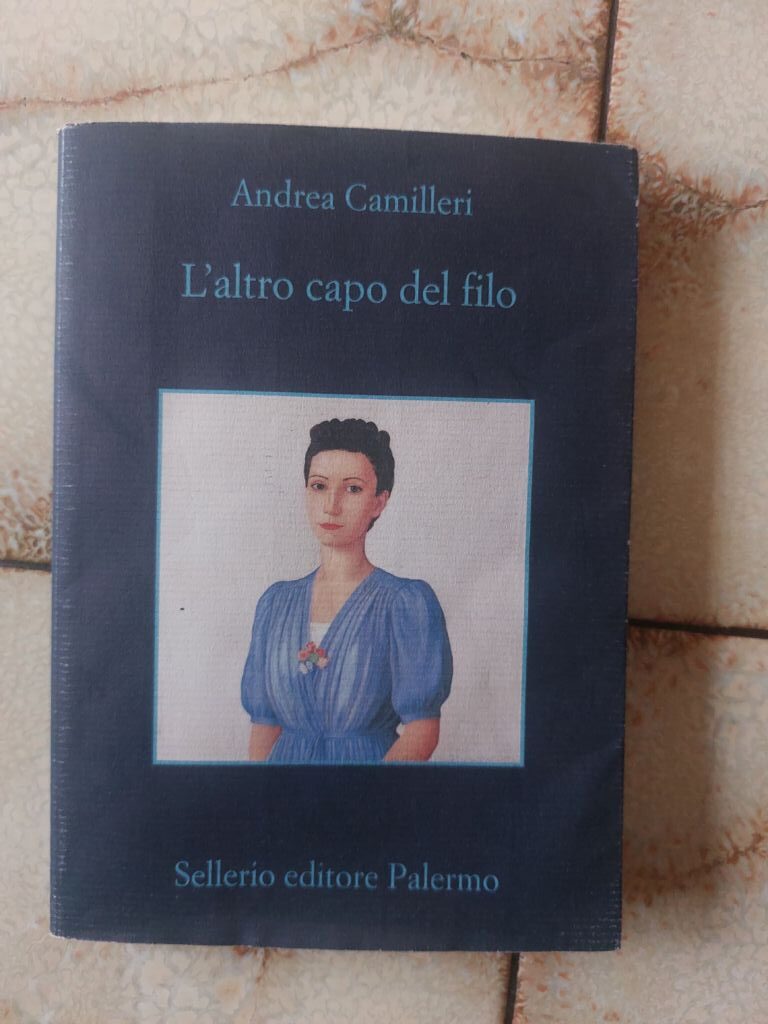 Andrea Camilleri
L'altro capo del filo
Sellerio editore Palermo